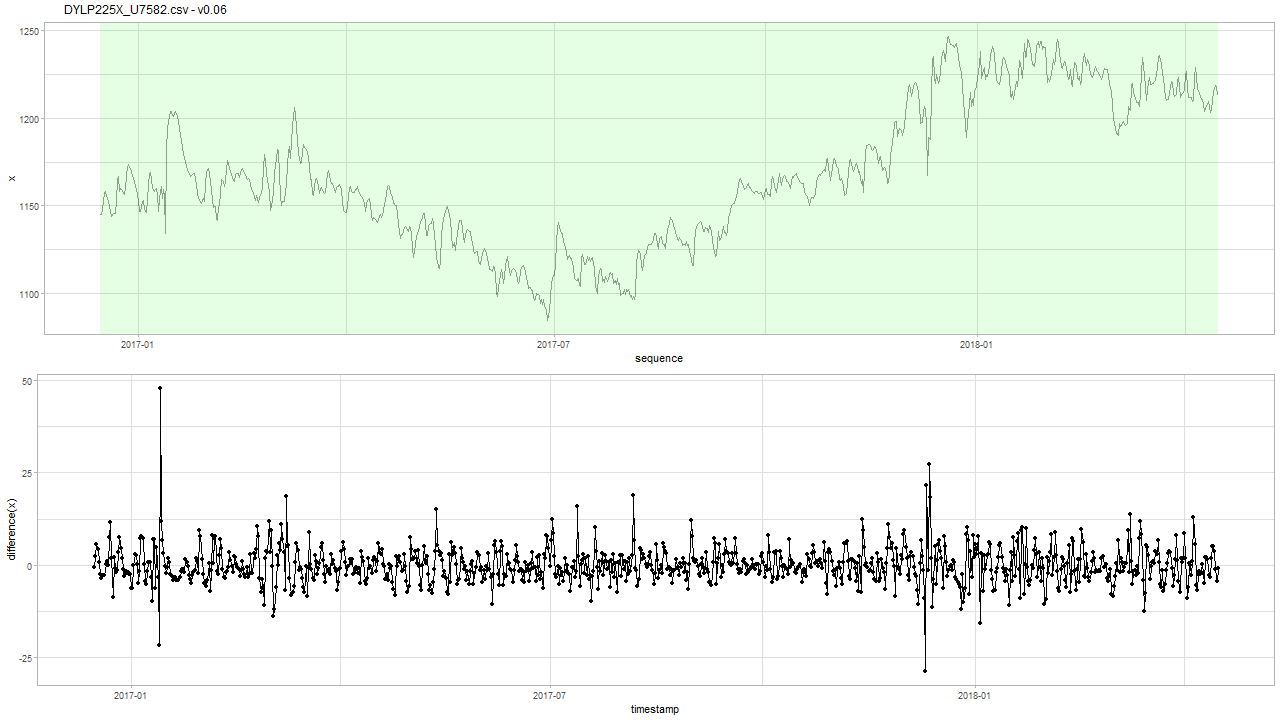 DYLP225X_U7582.csv - v0.06
1250
1200
1150
1100
x
2017-01
2017-07
2018-01
sequence
50
25
0
-25
difference(x)
2017-01
2017-07
2018-01
timestamp